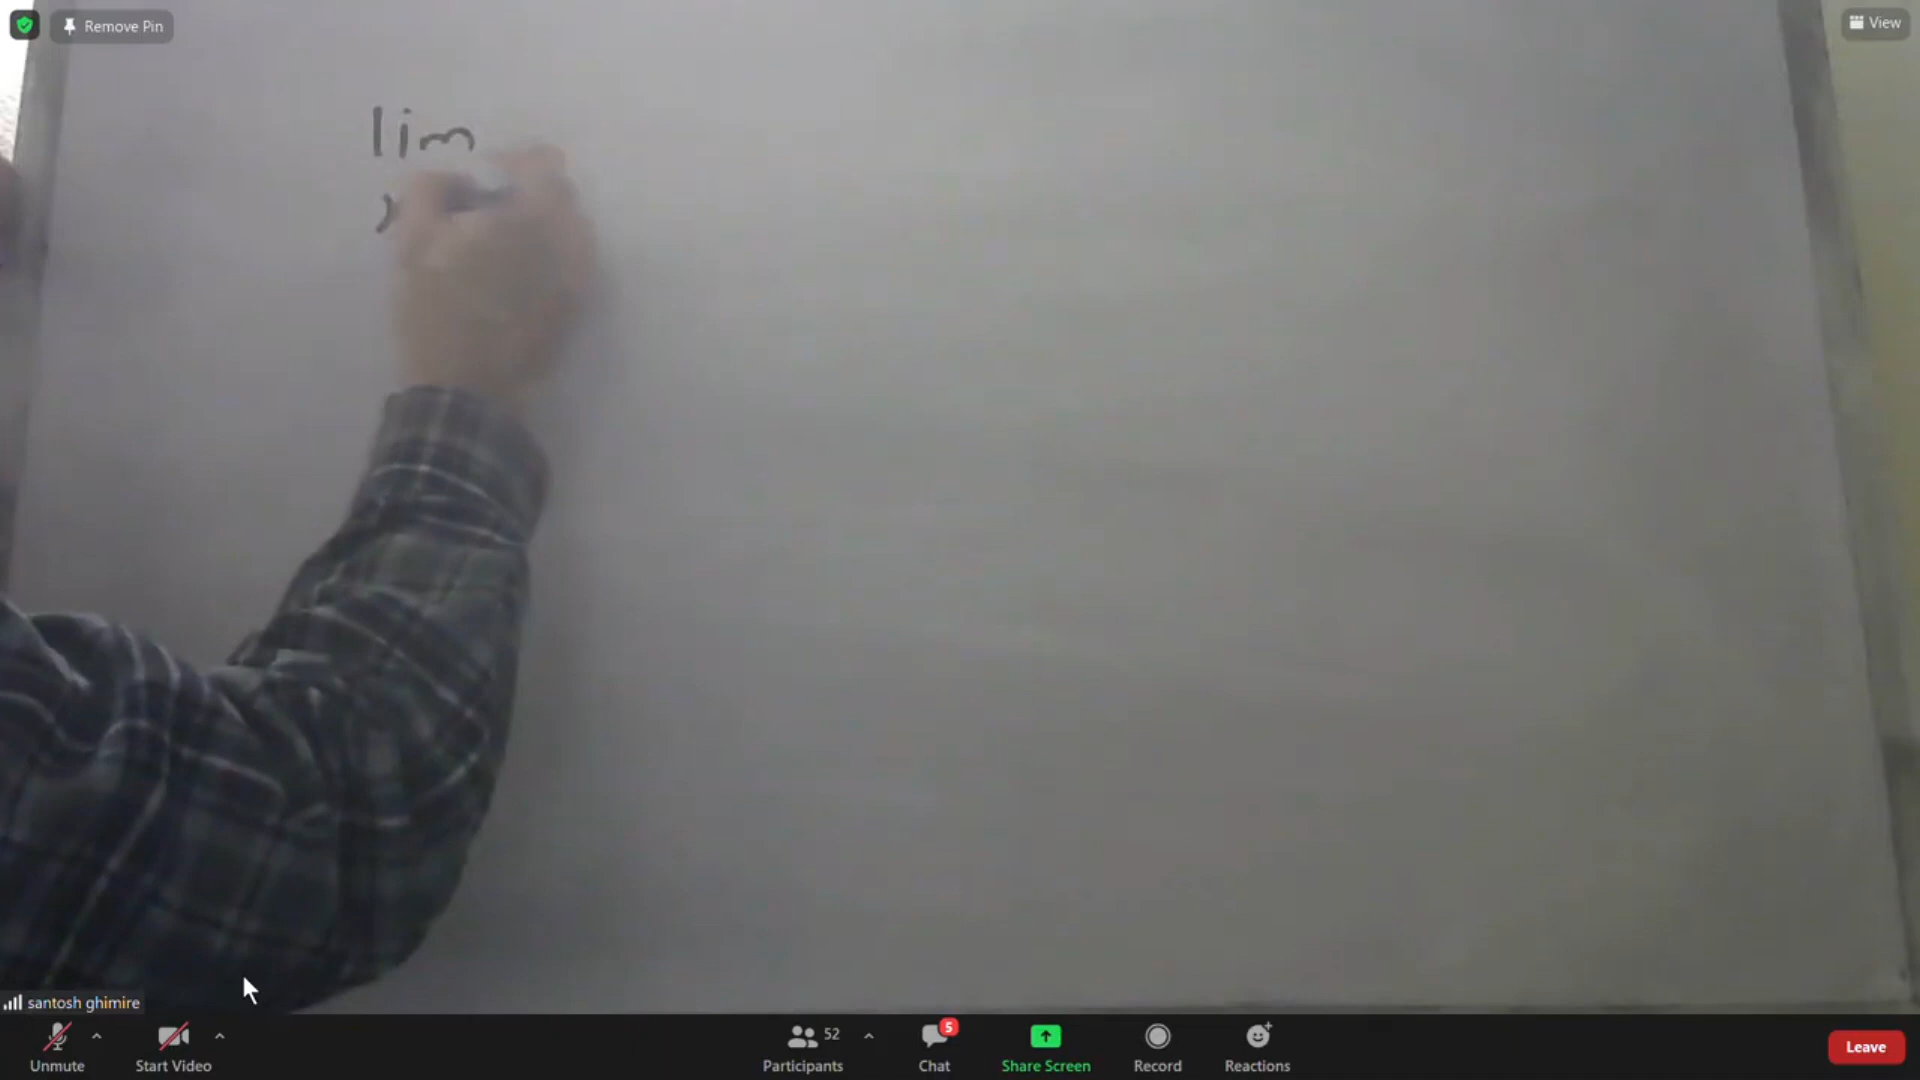 Remove Pin
View
lim
x
santosh ghimire
Unmute
Start Video
52
Participants
5
Chat
Share Screen
Record
Reactions
Leave